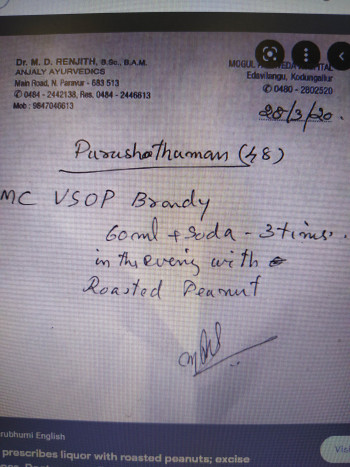 Dr. M. D. RENJITH, B.Sc., B.A.M.
ANJALY AYURVEDICS
Main Road, N. Paravur - 683 513
✆ 0484 - 2442138, Res. 0484 - 2446613
Mob : 9847046613
MOGUL
Edavilangu, Kodungallur
✆ 0480 - 2802520
28/3/20.
Purushothaman (48)
MC VSOP Brandy
60ml + soda - 3 times.
in the evening with
Roasted Peanut
rubhumi English
prescribes liquor with roasted peanuts; excise
Visi